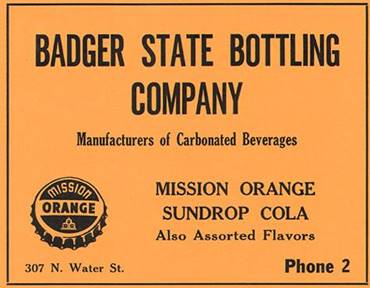 BADGER STATE BOTTLING
COMPANY
Manufacturers of Carbonated Beverages
MISSION
ORANGE
MISSION ORANGE
SUNDROP COLA
Also Assorted Flavors
307 N. Water St.
Phone 2